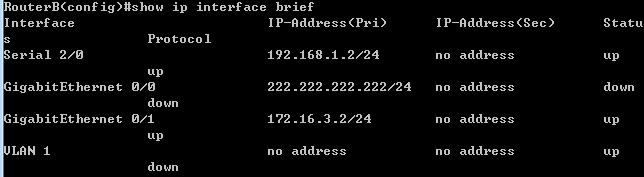 RouterB(config)#show ip interface brief
Interface IP-Address(Pri) IP-Address(Sec) Statu
s Protocol
Serial 2/0 192.168.1.2/24 no address up
up
GigabitEthernet 0/0 222.222.222.222/24 no address down
down
GigabitEthernet 0/1 172.16.3.2/24 no address up
up
VLAN 1 no address no address up
down